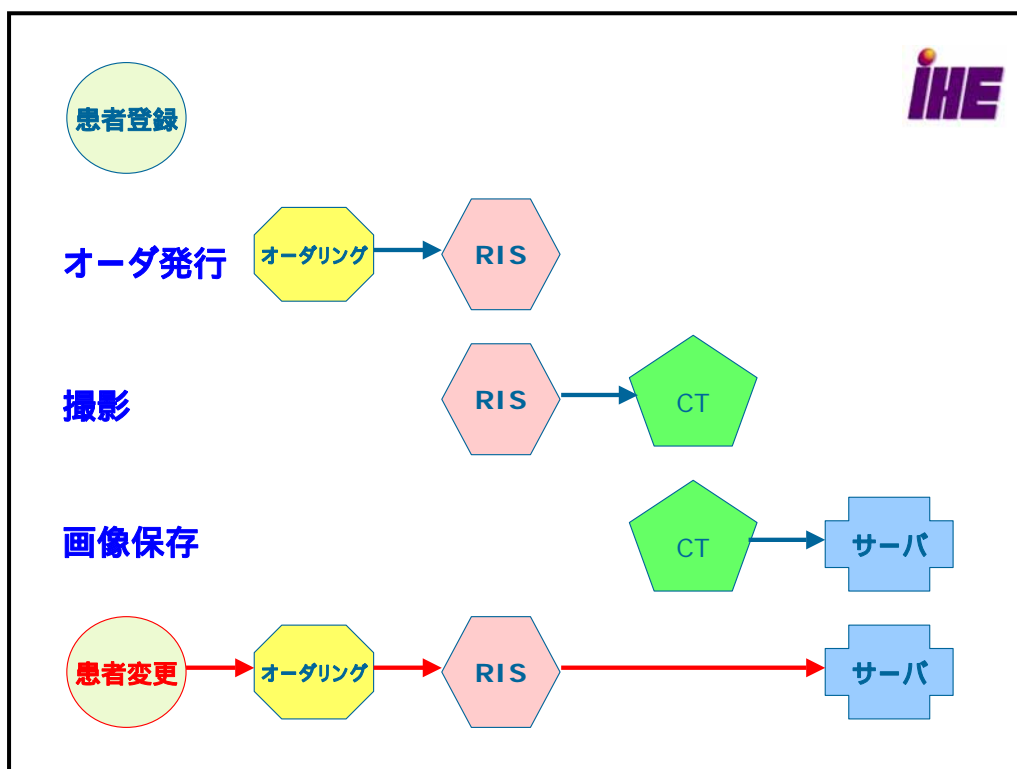 IHE
患者登録
オーダ発行
オーダリング
RIS
撮影
RIS
CT
画像保存
CT
サーバ
患者変更
オーダリング
RIS
サーバ